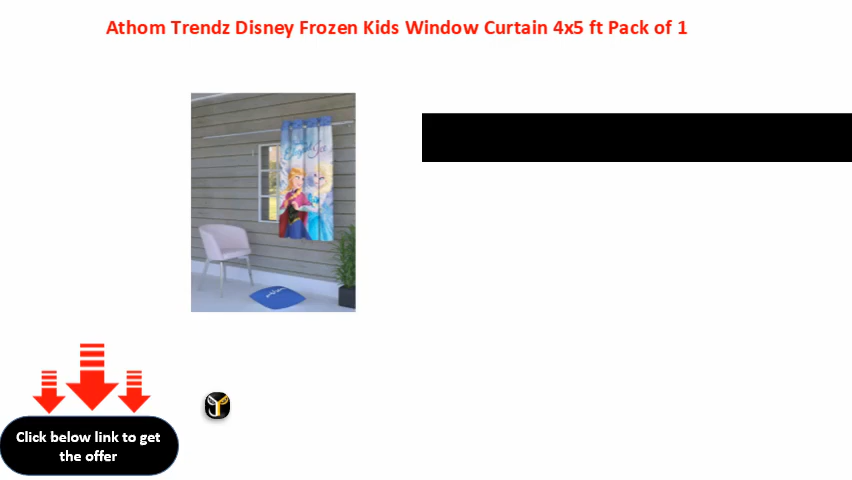 Athom Trendz Disney Frozen Kids Window Curtain 4x5 ft Pack of 1
Click below link to get
the offer